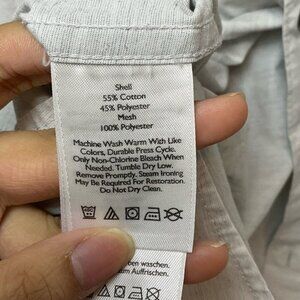 Shell
55% Cotton
45% Polyester
Mesh
100% Polyester
Machine Wash Warm With Like
Colors, Durable Press Cycle.
Only Non-Chlorine Bleach When
Needed. Tumble Dry Low.
Remove Promptly. Steam Ironing
May Be Required For Restoration.
Do Not Dry Clean.
en waschen.
um Auffrischen.